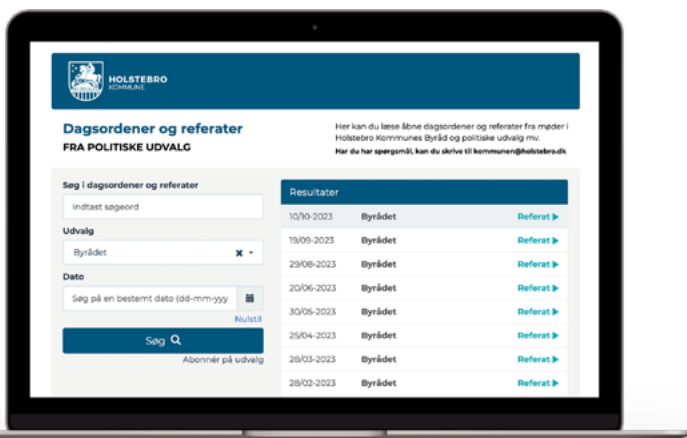 HOLSTEBRO
KOMMUNE
Dagsordener og referater
FRA POLITISKE UDVALG
Her kan du læse åbne dagsordener og referater fra møder i
Holstebro Kommunes Byråd og politiske udvalg mv.
Har du har spørgsmål, kan du skrive til kommunen@holstebro.dk
Søg i dagsordener og referater
Indtast søgeord
Udvalg
Byrådet
Dato
Søg på en bestemt dato (dd-mm-yyy
Nulstil
Søg
Abonnér på udvalg
Resultater
10/10-2023 Byrådet Referat
19/09-2023 Byrådet Referat
29/08-2023 Byrådet Referat
20/06-2023 Byrådet Referat
30/05-2023 Byrådet Referat
25/04-2023 Byrådet Referat
28/03-2023 Byrådet Referat
28/02-2023 Byrådet Referat